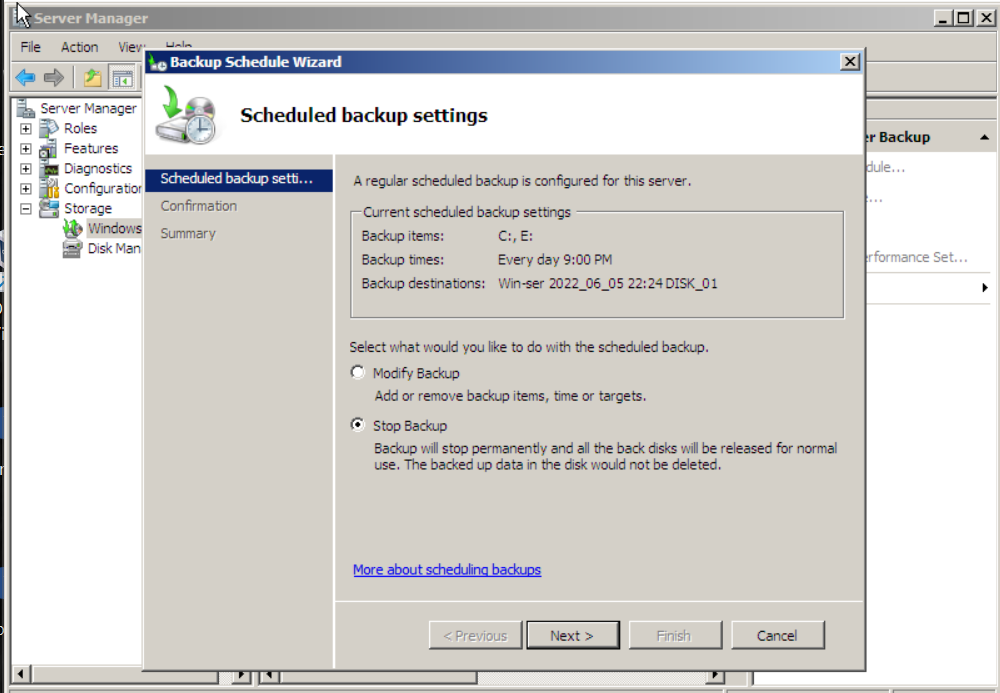 Server Manager
File Action View Help
Backup Schedule Wizard
Scheduled backup settings
Server Manager
Roles
Features
Diagnostics
Configuration
Storage
Windows
Disk Man
Scheduled backup setti...
Confirmation
Summary
A regular scheduled backup is configured for this server.
Current scheduled backup settings
Backup items: C:, E:
Backup times: Every day 9:00 PM
Backup destinations: Win-ser 2022_06_05 22:24 DISK_01
Select what would you like to do with the scheduled backup.
Modify Backup
Add or remove backup items, time or targets.
Stop Backup
Backup will stop permanently and all the back disks will be released for normal
use. The backed up data in the disk would not be deleted.
More about scheduling backups
< Previous Next > Finish Cancel
er Backup
dule...
...
rformance Set...